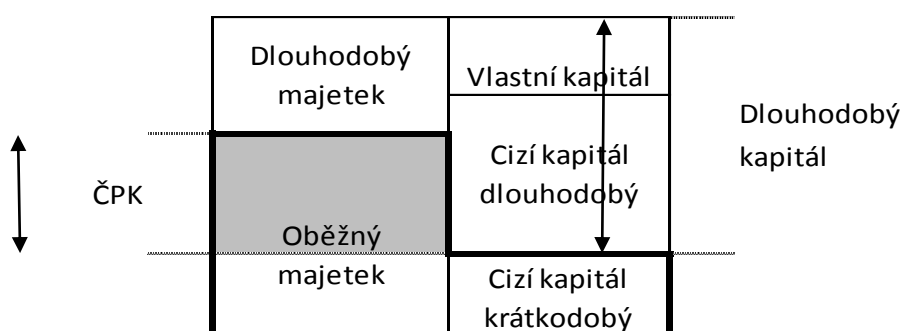 Dlouhodobý
majetek
Vlastní kapitál
Dlouhodobý
kapitál
ČPK
Cizí kapitál
dlouhodobý
Oběžný
majetek
Cizí kapitál
krátkodobý